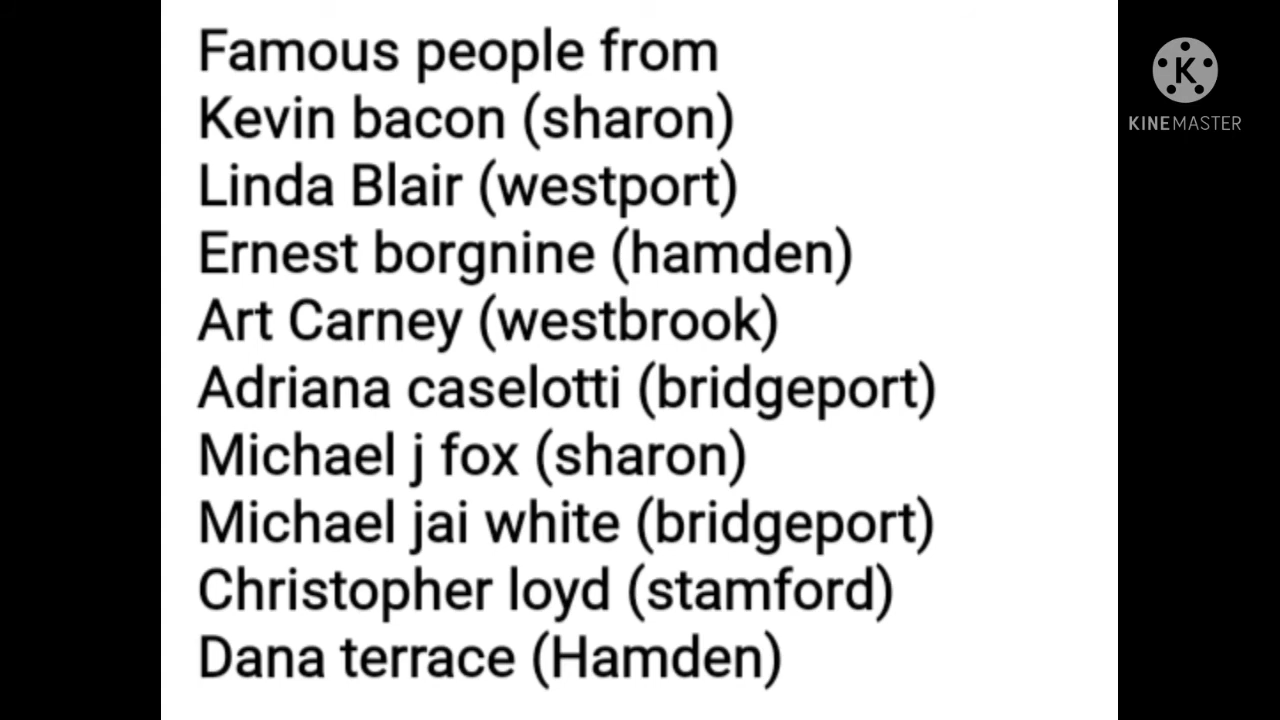 Famous people from
Kevin bacon (sharon)
Linda Blair (westport)
Ernest borgnine (hamden)
Art Carney (westbrook)
Adriana caselotti (bridgeport)
Michael j fox (sharon)
Michael jai white (bridgeport)
Christopher loyd (stamford)
Dana terrace (Hamden)
K
KINEMASTER